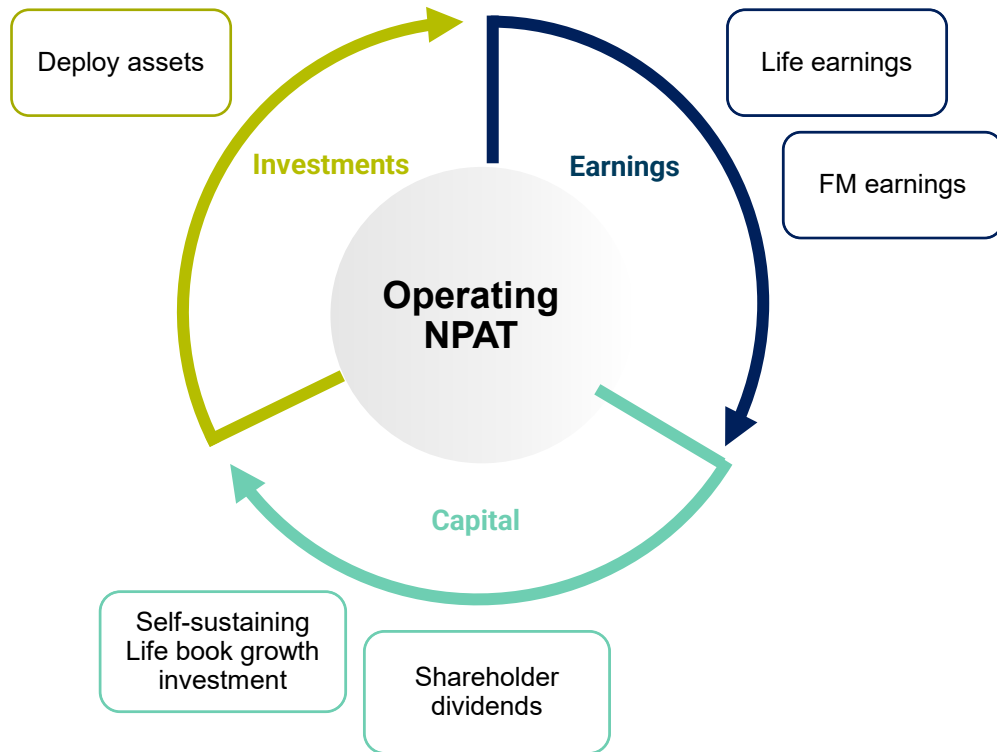 Deploy assets
Life earnings
FM earnings
Investments
Earnings
Operating
NPAT
Capital
Self-sustaining
Life book growth
investment
Shareholder
dividends